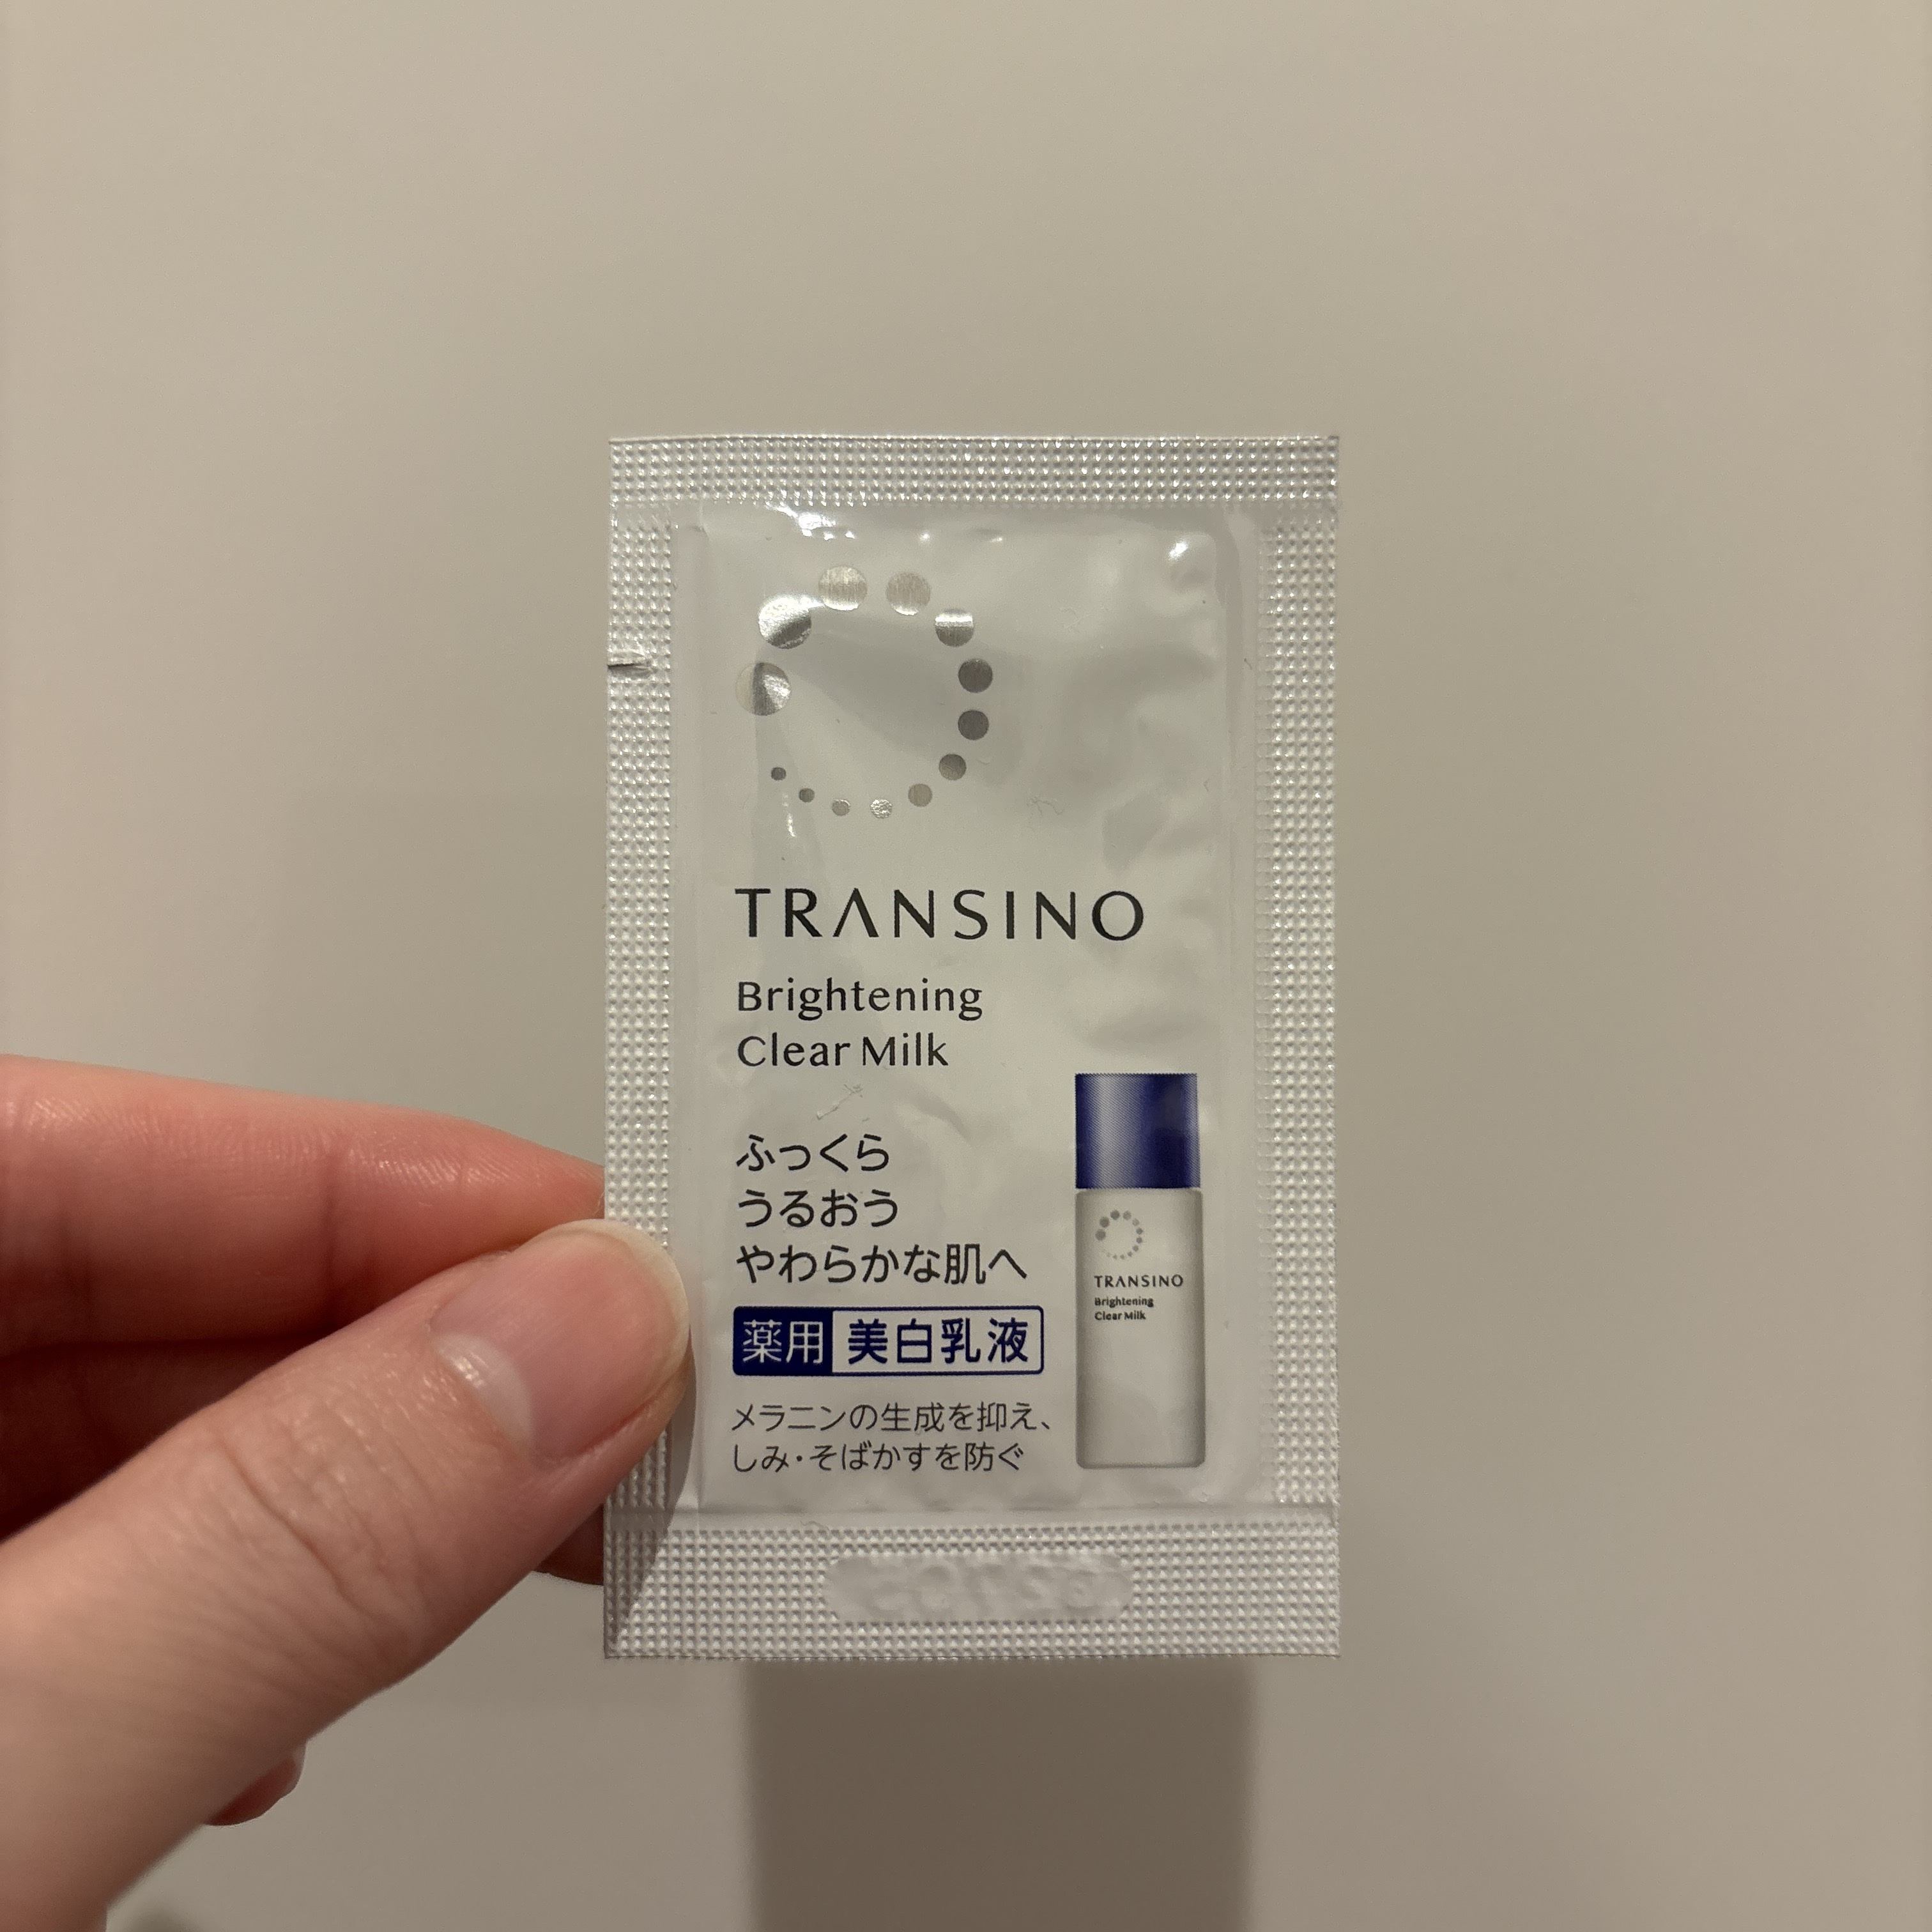 TRANSINO
Brightening
Clear Milk
ふっくら
うるおう
やわらかな肌へ
薬用 美白乳液
メラニンの生成を抑え、
しみ・そばかすを防ぐ
TRANSINO
Brightening
Clear Milk